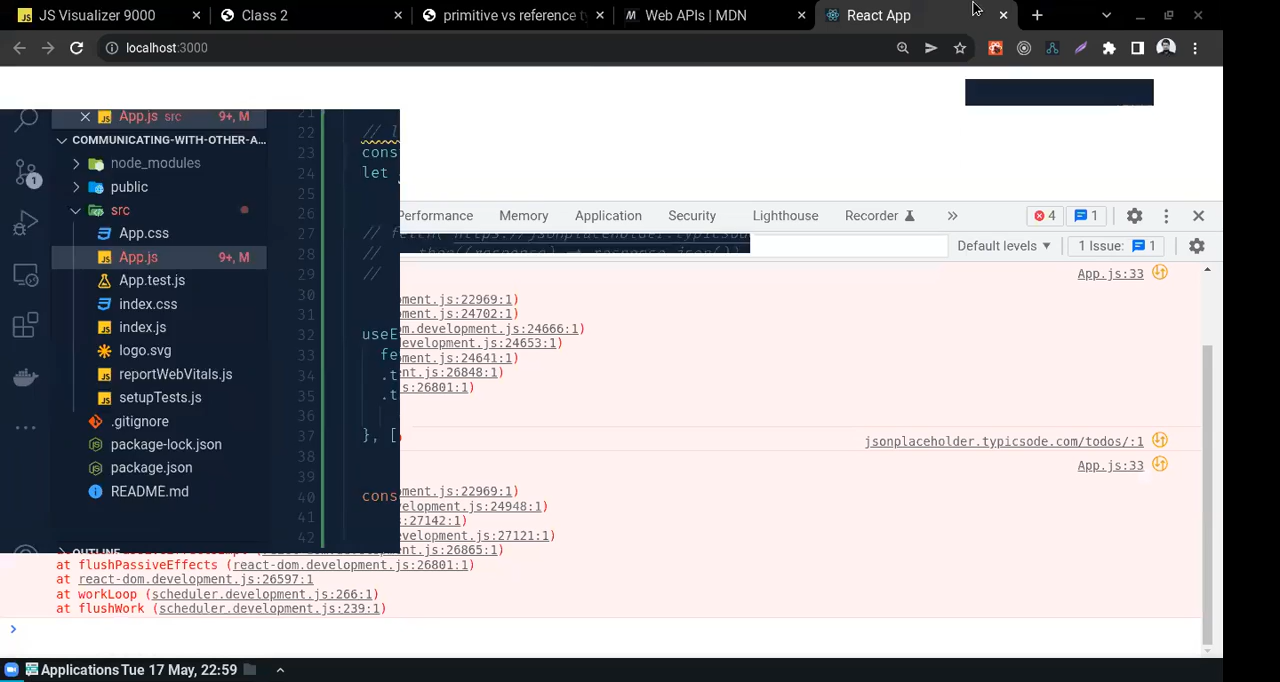 JS Visualizer 9000
Class 2
primitive vs reference ty
Web APIs | MDN
React App
localhost:3000
App.js src 9+, M
COMMUNICATING-WITH-OTHER-A...
node_modules
public
src
App.css
App.js 9+, M
App.test.js
index.css
index.js
logo.svg
reportWebVitals.js
setupTests.js
.gitignore
package-lock.json
package.json
README.md
OUTLINE
1
21
22 // l
23 cons
24 let
25
26
27 // f
28 //
29 //
30
31
32 useE
33 fe
34 .t
35 .t
36
37 }, [
38
39
40 cons
41
42
Performance Memory Application Security Lighthouse Recorder 4 1
Default levels 1 Issue: 1
App.js:33
ment.js:22969:1)
pment.js:24702:1)
om.development.js:24666:1)
evelopment.js:24653:1)
ment.js:24641:1)
nt.js:26848:1)
s:26801:1)
jsonplaceholder.typicsode.com/todos/:1
App.js:33
ment.js:22969:1)
elopment.js:24948:1)
s:27142:1)
evelopment.js:27121:1)
ment.js:26865:1)
at flushPassiveEffects (react-dom.development.js:26801:1)
at react-dom.development.js:26597:1
at workLoop (scheduler.development.js:266:1)
at flushWork (scheduler.development.js:239:1)
Applications Tue 17 May, 22:59